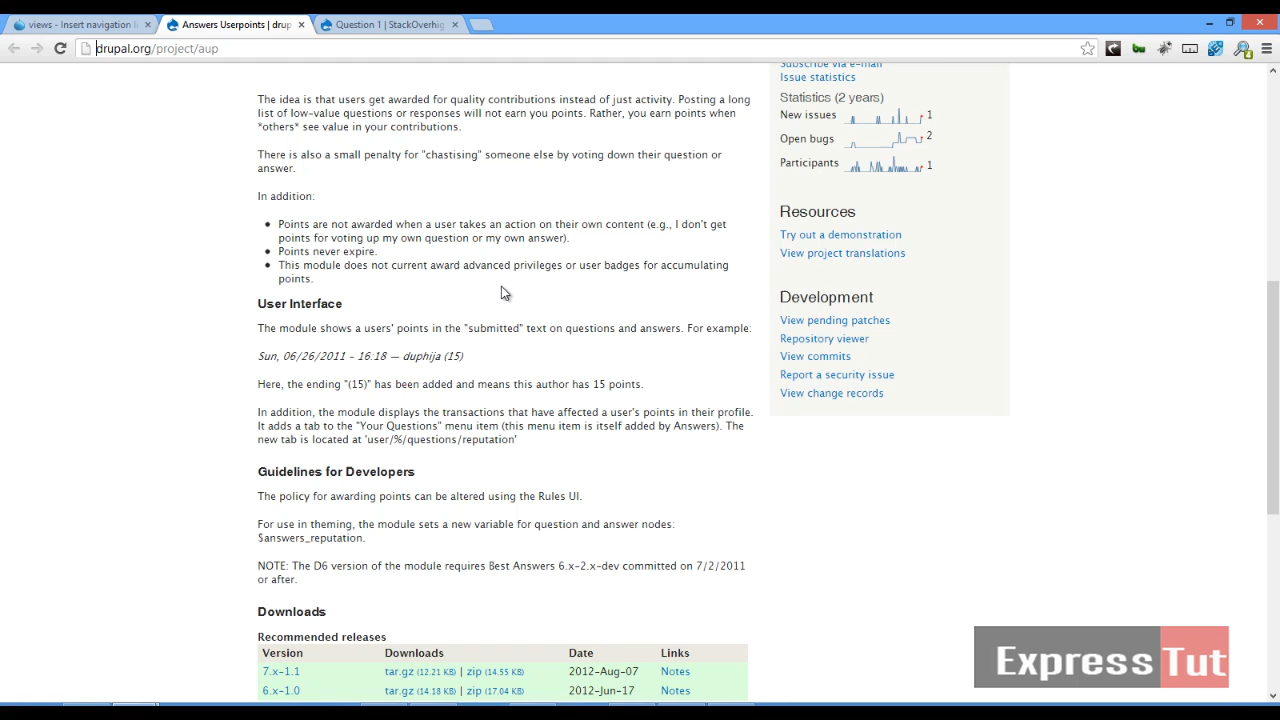 views - Insert navigation i
Answers Userpoints | drup
Question 1 | StackOverhig
drupal.org/project/aup
Subscribe via e-mail
Issue statistics
Statistics (2 years)
New issues 1
Open bugs 2
Participants 1
Resources
Try out a demonstration
View project translations
Development
View pending patches
Repository viewer
View commits
Report a security issue
View change records
The idea is that users get awarded for quality contributions instead of just activity. Posting a long
list of low-value questions or responses will not earn you points. Rather, you earn points when
*others* see value in your contributions.
There is also a small penalty for "chastising" someone else by voting down their question or
answer.
In addition:
Points are not awarded when a user takes an action on their own content (e.g., I don't get
points for voting up my own question or my own answer).
Points never expire.
This module does not current award advanced privileges or user badges for accumulating
points.
User Interface
The module shows a users' points in the "submitted" text on questions and answers. For example:
Sun, 06/26/2011 - 16:18 — duphija (15)
Here, the ending "(15)" has been added and means this author has 15 points.
In addition, the module displays the transactions that have affected a user's points in their profile.
It adds a tab to the "Your Questions" menu item (this menu item is itself added by Answers). The
new tab is located at 'user/%/questions/reputation'
Guidelines for Developers
The policy for awarding points can be altered using the Rules UI.
For use in theming, the module sets a new variable for question and answer nodes:
$answers_reputation.
NOTE: The D6 version of the module requires Best Answers 6.x-2.x-dev committed on 7/2/2011
or after.
Downloads
Recommended releases
Version Downloads Date Links
7.x-1.1 tar.gz (12.21 KB) | zip (14.55 KB) 2012-Aug-07 Notes
6.x-1.0 tar.gz (14.18 KB) | zip (17.04 KB) 2012-Jun-17 Notes
Express Tut